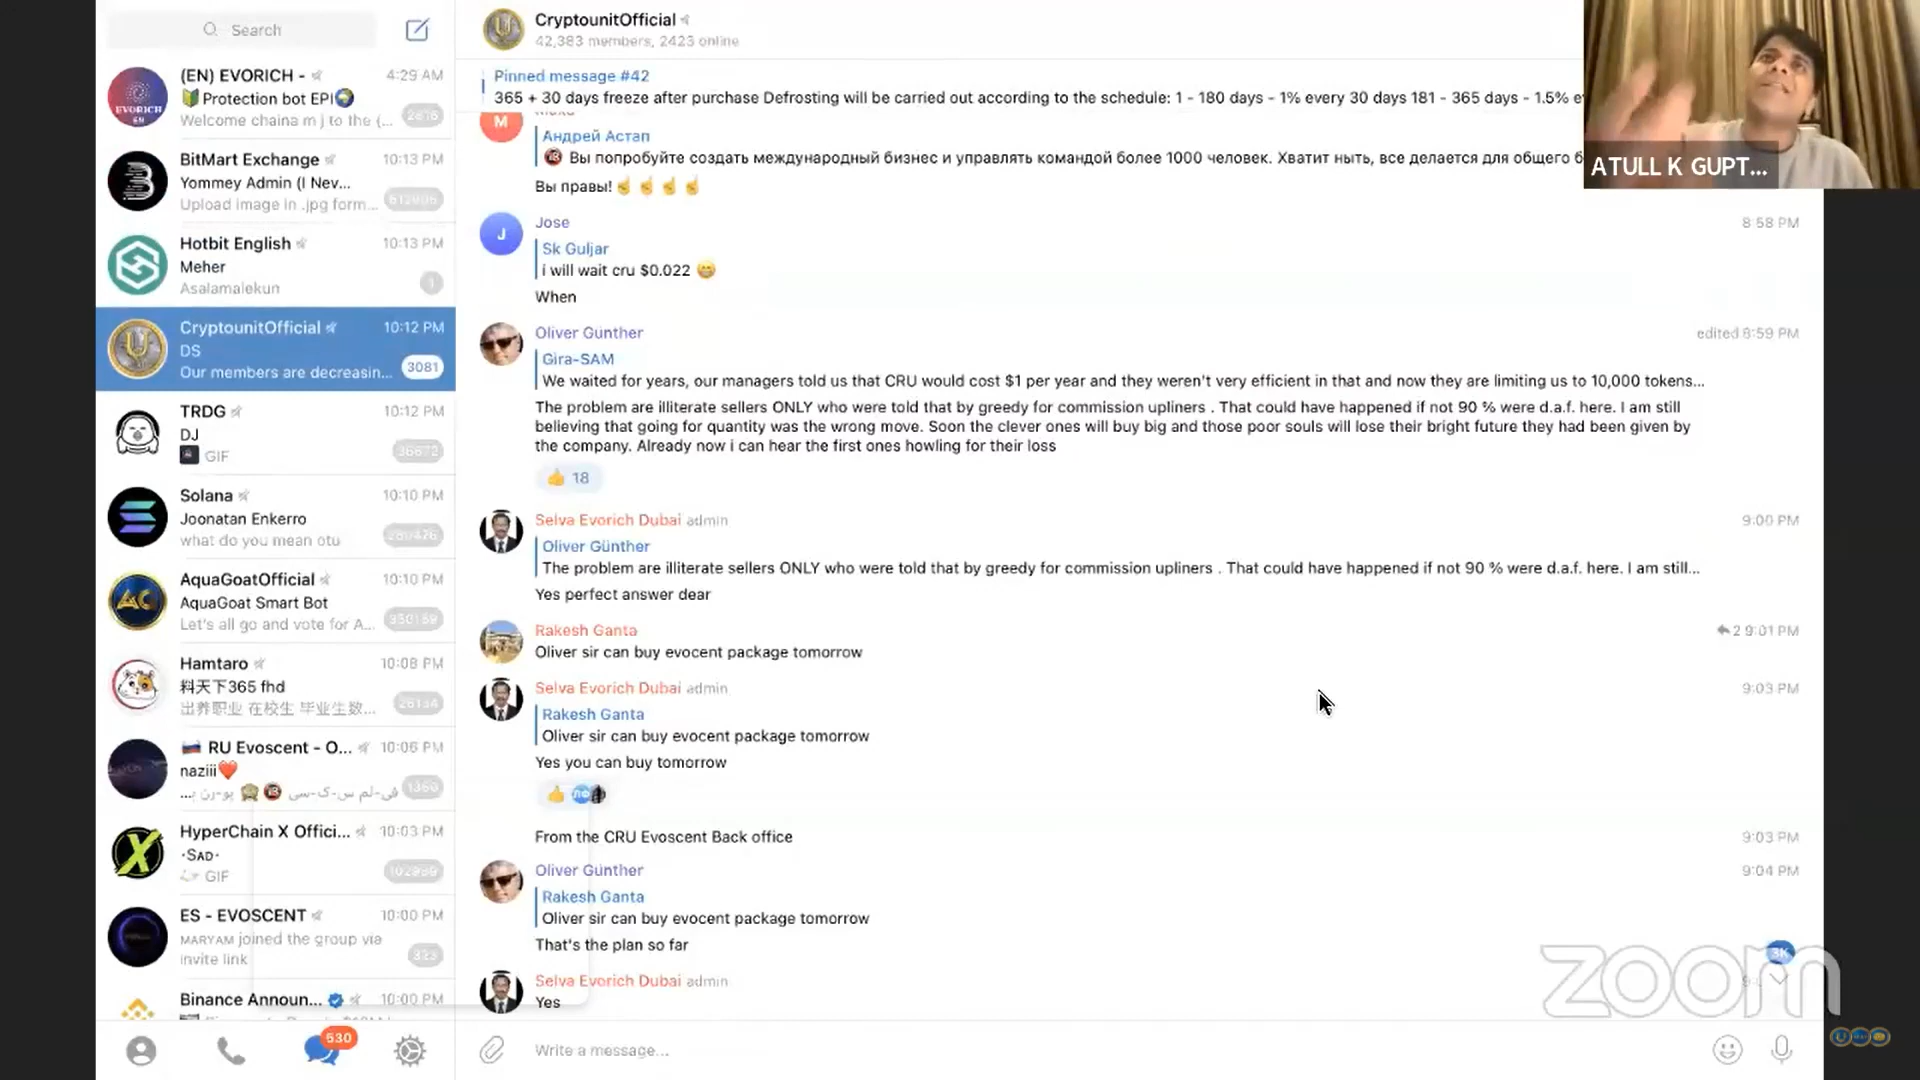 Search
(EN) EVORICH -
4:29 AM
Protection bot EPI
Welcome chaina m j to the (...
2676
BitMart Exchange
10:13 PM
Yommey Admin (I Nev...
Upload image in .jpg form...
Hotbit English
10:13 PM
Meher
Asalamalekun
1
CryptounitOfficial
10:12 PM
DS
Our members are decreasin...
3081
TRDG
10:12 PM
DJ
GIF
Solana
10:10 PM
Joonatan Enkerro
what do you mean otu
AquaGoatOfficial
10:10 PM
AquaGoat Smart Bot
Let's all go and vote for A...
Hamtaro
10:08 PM
料天下365 fhd
出养职业 在校生 毕业生数...
26134
RU Evoscent - O...
10:06 PM
naziii
1360
HyperChain X Offici...
10:03 PM
·SAD·
GIF
ES - EVOSCENT
10:00 PM
MARYAM joined the group via
invite link
323
Binance Announ...
10:00 PM
530
CryptounitOfficial
42,383 members, 2423 online
Pinned message #42
365 + 30 days freeze after purchase Defrosting will be carried out according to the schedule: 1 - 180 days - 1% every 30 days 181 - 365 days - 1.5%
M
Андрей Астап
Вы попробуйте создать международный бизнес и управлять командой более 1000 человек. Хватит ныть, все делается для общего
Вы правы!
Jose
8:58 PM
J
Sk Guljar
i will wait cru $0.022
When
Oliver Günther
edited 8:59 PM
Gira-SAM
We waited for years, our managers told us that CRU would cost $1 per year and they weren't very efficient in that and now they are limiting us to 10,000 tokens...
The problem are illiterate sellers ONLY who were told that by greedy for commission upliners . That could have happened if not 90 % were d.a.f. here. I am still
believing that going for quantity was the wrong move. Soon the clever ones will buy big and those poor souls will lose their bright future they had been given by
the company. Already now i can hear the first ones howling for their loss
18
Selva Evorich Dubai admin
9:00 PM
Oliver Günther
The problem are illiterate sellers ONLY who were told that by greedy for commission upliners . That could have happened if not 90 % were d.a.f. here. I am still...
Yes perfect answer dear
Rakesh Ganta
2 9:01 PM
Oliver sir can buy evocent package tomorrow
Selva Evorich Dubai admin
9:03 PM
Rakesh Ganta
Oliver sir can buy evocent package tomorrow
Yes you can buy tomorrow
From the CRU Evoscent Back office
9:03 PM
Oliver Günther
9:04 PM
Rakesh Ganta
Oliver sir can buy evocent package tomorrow
That's the plan so far
Selva Evorich Dubai admin
Yes
3K
Write a message...
ATULL K GUPT...
zoom